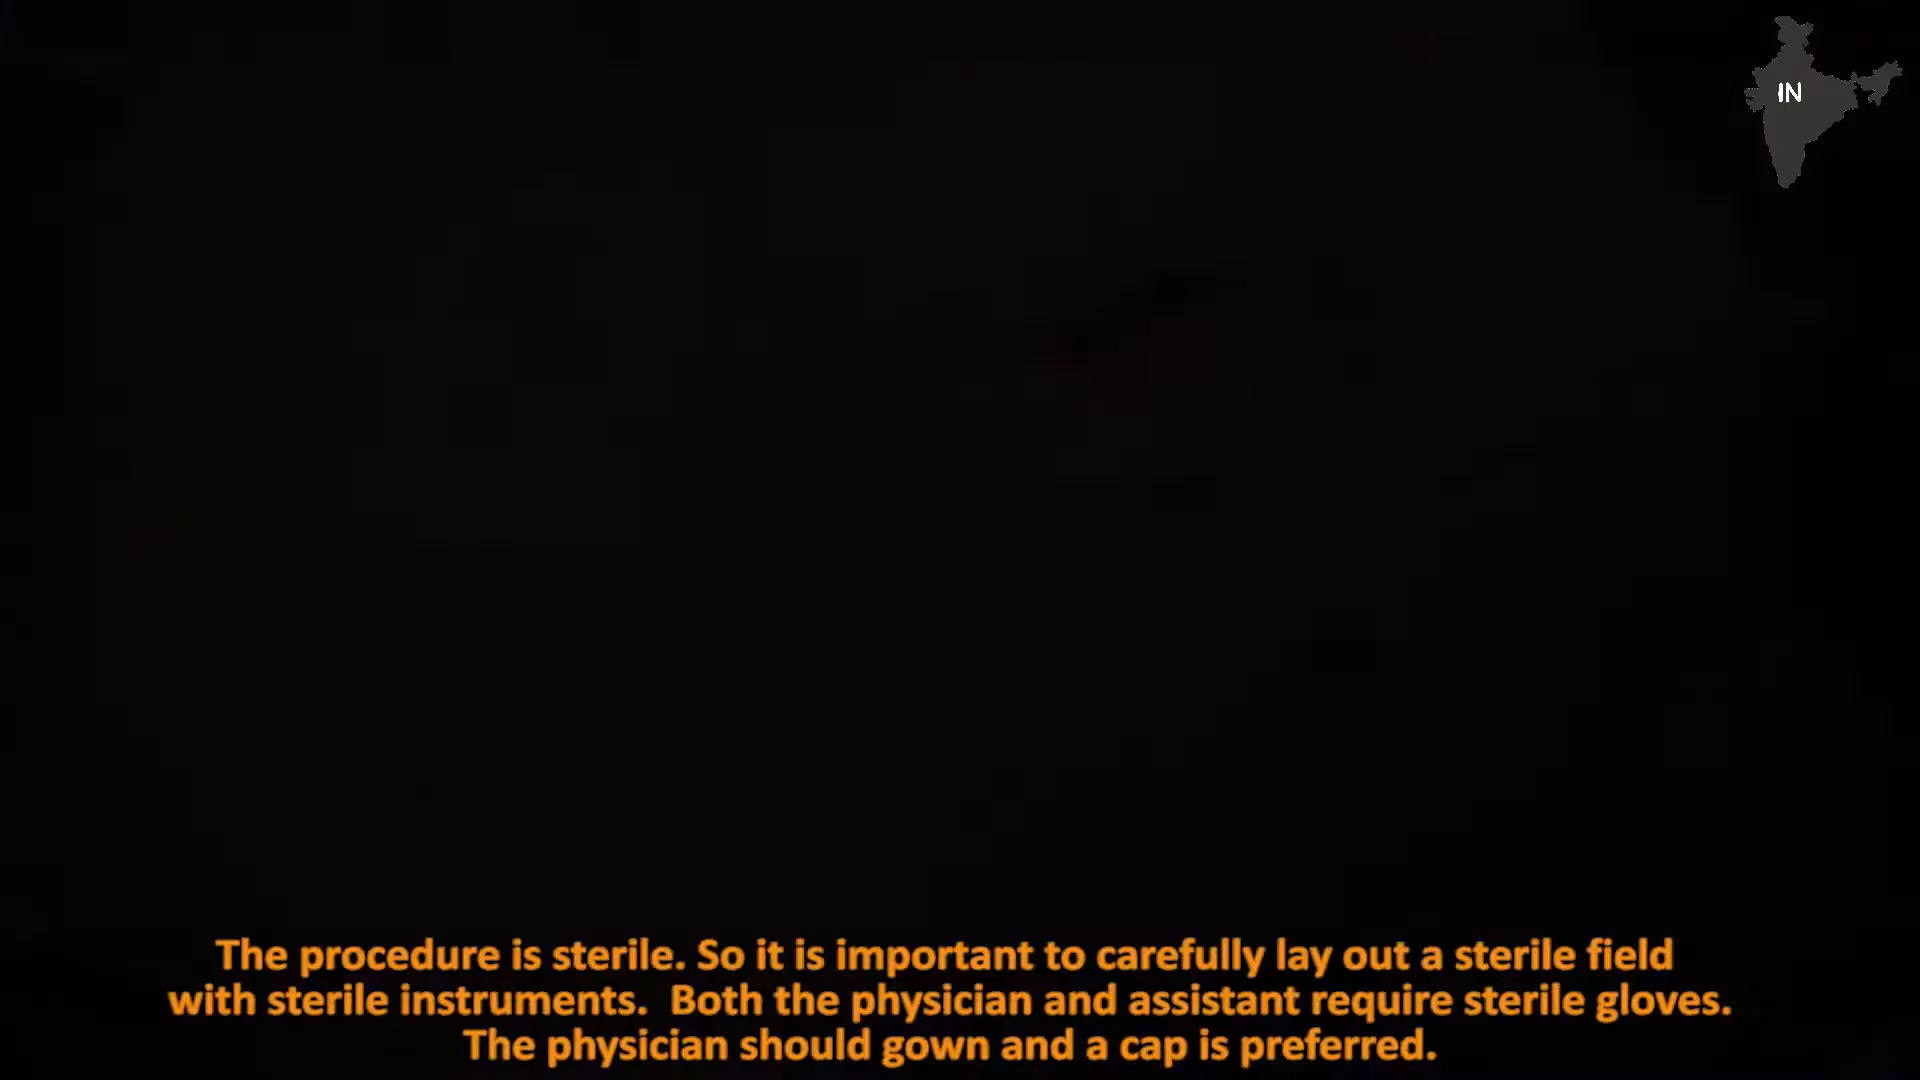 IN
The procedure is sterile. So it is important to carefully lay out a sterile field
with sterile instruments.  Both the physician and assistant require sterile gloves.
The physician should gown and a cap is preferred.